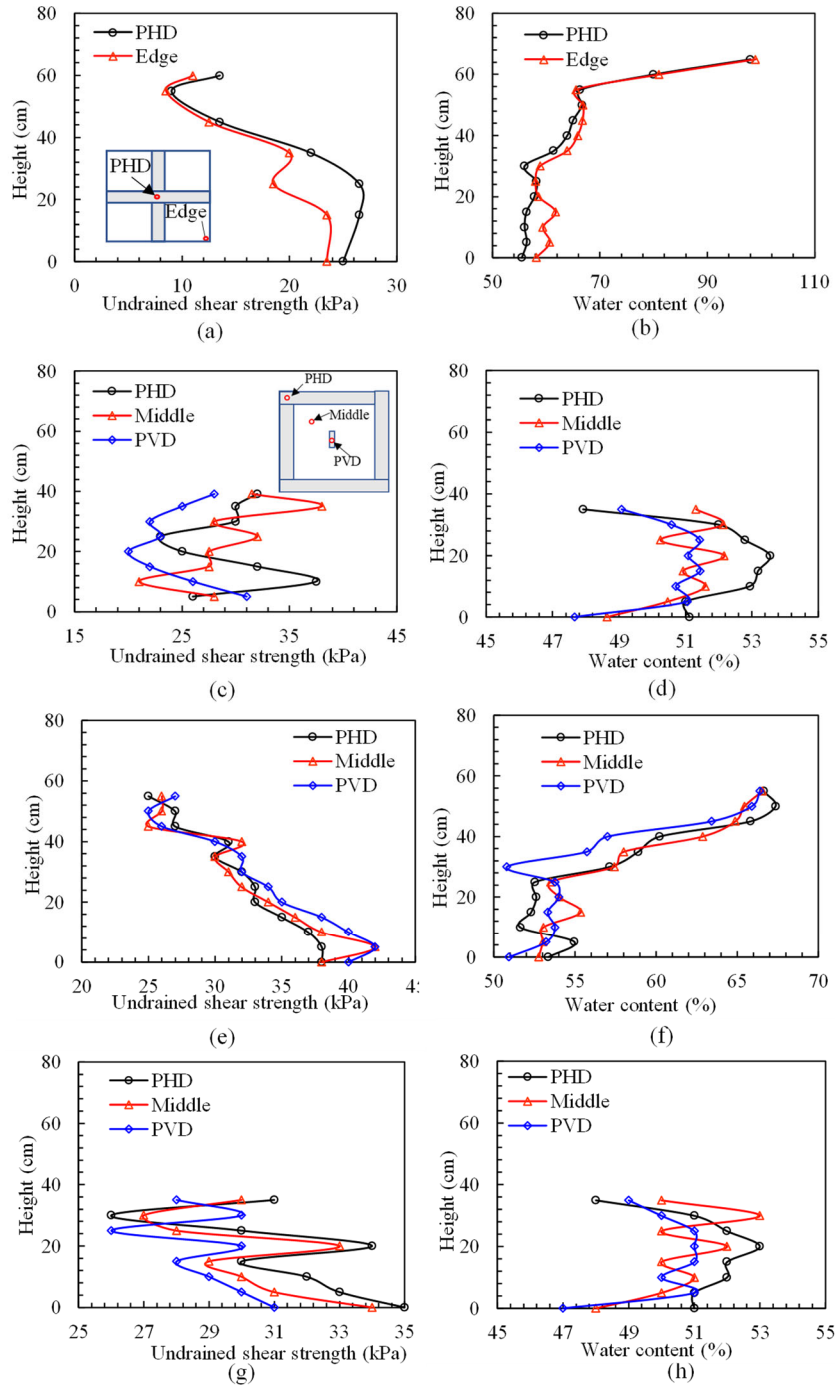 80
60
40
20
0
Height (cm)
PHD
Edge
PHD
Edge
0 10 20 30
Undrained shear strength (kPa)
(a)
80
60
40
20
0
Height (cm)
PHD
Edge
50 70 90 110
Water content (%)
(b)
80
60
40
20
0
Height (cm)
PHD
Middle
PVD
PHD
Middle
PVD
15 25 35 45
Undrained shear strength (kPa)
(c)
80
60
40
20
0
Height (cm)
PHD
Middle
PVD
45 47 49 51 53 55
Water content (%)
(d)
80
60
40
20
0
Height (cm)
PHD
Middle
PVD
20 25 30 35 40 45
Undrained shear strength (kPa)
(e)
80
60
40
20
0
Height (cm)
PHD
Middle
PVD
50 55 60 65 70
Water content (%)
(f)
80
60
40
20
0
Height (cm)
PHD
Middle
PVD
25 27 29 31 33 35
Undrained shear strength (kPa)
(g)
80
60
40
20
0
Height (cm)
PHD
Middle
PVD
45 47 49 51 53 55
Water content (%)
(h)